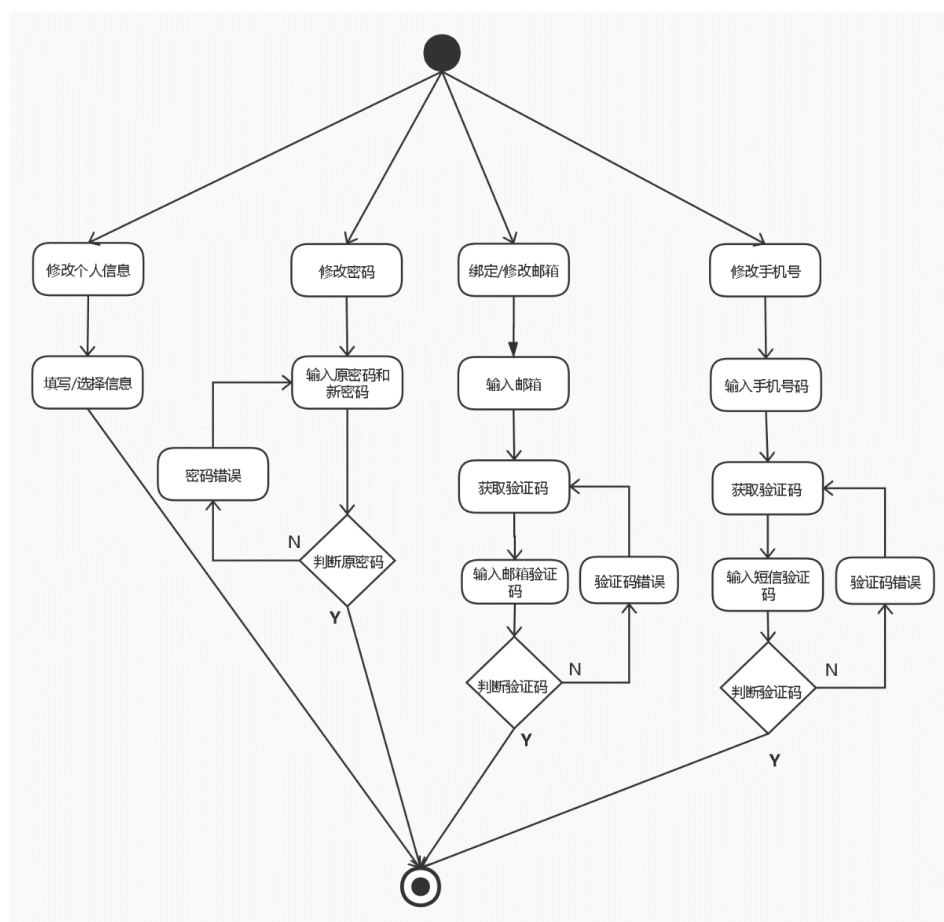 修改个人信息
修改密码
绑定/修改邮箱
修改手机号
填写/选择信息
输入原密码和
新密码
输入邮箱
输入手机号码
密码错误
获取验证码
获取验证码
N
判断原密码
输入邮箱验证
码
验证码错误
输入短信验证
码
验证码错误
Y
N
判断验证码
N
判断验证码
Y
Y